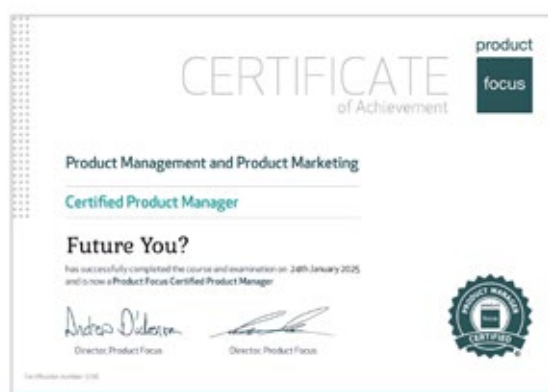 product
focus
CERTIFICATE
of Achievement
Product Management and Product Marketing
Certified Product Manager
Future You?
has successfully completed the course and examination on 24th January 2025
and is now a Product Focus Certified Product Manager
Director, Product Focus
Director, Product Focus
PRODUCT MANAGER
CERTIFIED